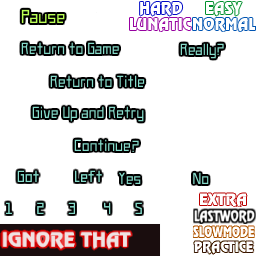 Pause
HARD EASY
LUNATIC NORMAL
Return to Game Really?
Return to Title
Give Up and Retry
Continue?
Got Left Yes No
1 2 3 4 5
EXTRA
LASTWORD
SLOWMODE
PRACTICE
IGNORE THAT